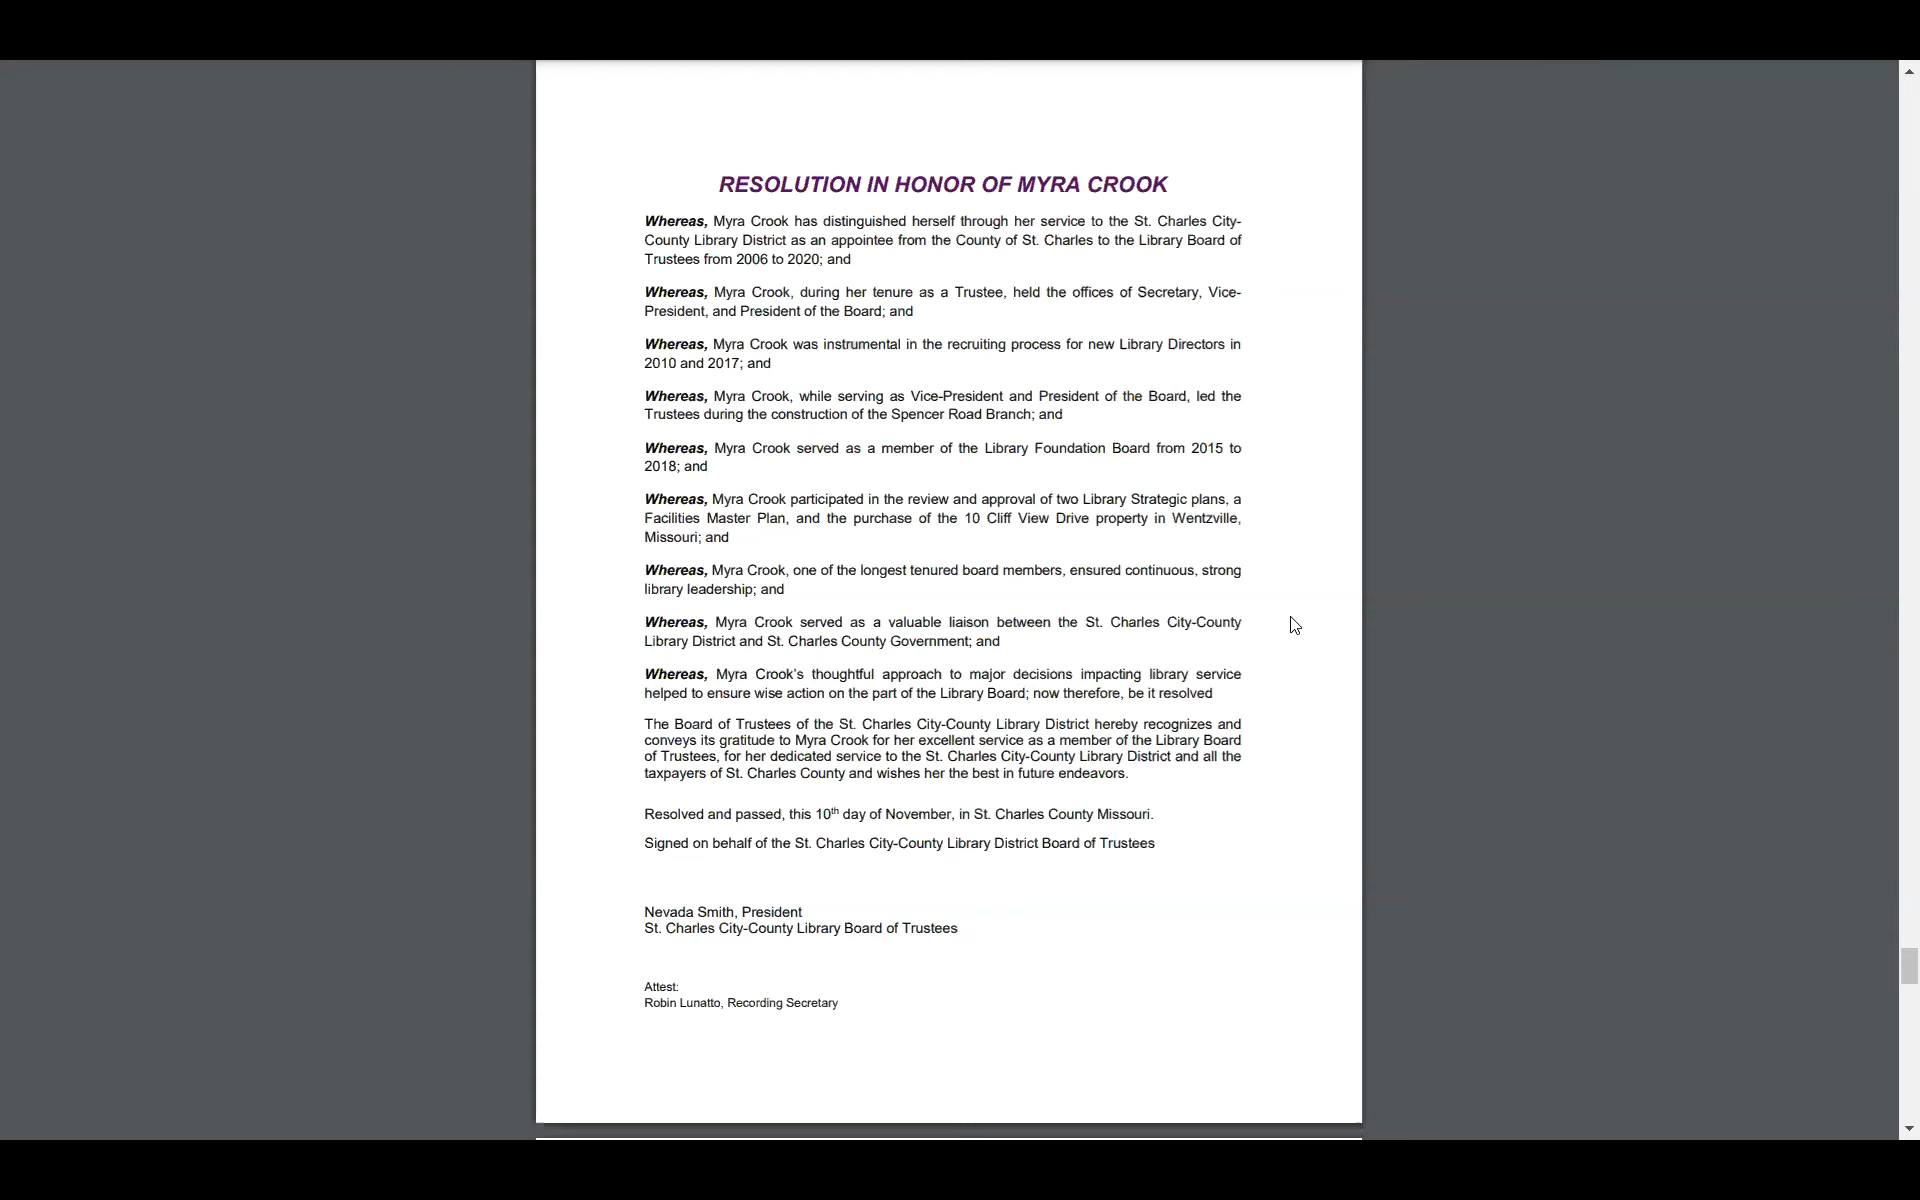 RESOLUTION IN HONOR OF MYRA CROOK
Whereas, Myra Crook has distinguished herself through her service to the St. Charles City-
County Library District as an appointee from the County of St. Charles to the Library Board of
Trustees from 2006 to 2020; and
Whereas, Myra Crook, during her tenure as a Trustee, held the offices of Secretary, Vice-
President, and President of the Board; and
Whereas, Myra Crook was instrumental in the recruiting process for new Library Directors in
2010 and 2017; and
Whereas, Myra Crook, while serving as Vice-President and President of the Board, led the
Trustees during the construction of the Spencer Road Branch; and
Whereas, Myra Crook served as a member of the Library Foundation Board from 2015 to
2018; and
Whereas, Myra Crook participated in the review and approval of two Library Strategic plans, a
Facilities Master Plan, and the purchase of the 10 Cliff View Drive property in Wentzville,
Missouri; and
Whereas, Myra Crook, one of the longest tenured board members, ensured continuous, strong
library leadership; and
Whereas, Myra Crook served as a valuable liaison between the St. Charles City-County
Library District and St. Charles County Government; and
Whereas, Myra Crook's thoughtful approach to major decisions impacting library service
helped to ensure wise action on the part of the Library Board; now therefore, be it resolved
The Board of Trustees of the St. Charles City-County Library District hereby recognizes and
conveys its gratitude to Myra Crook for her excellent service as a member of the Library Board
of Trustees, for her dedicated service to the St. Charles City-County Library District and all the
taxpayers of St. Charles County and wishes her the best in future endeavors.
Resolved and passed, this 10th day of November, in St. Charles County Missouri.
Signed on behalf of the St. Charles City-County Library District Board of Trustees
Nevada Smith, President
St. Charles City-County Library Board of Trustees
Attest:
Robin Lunatto, Recording Secretary